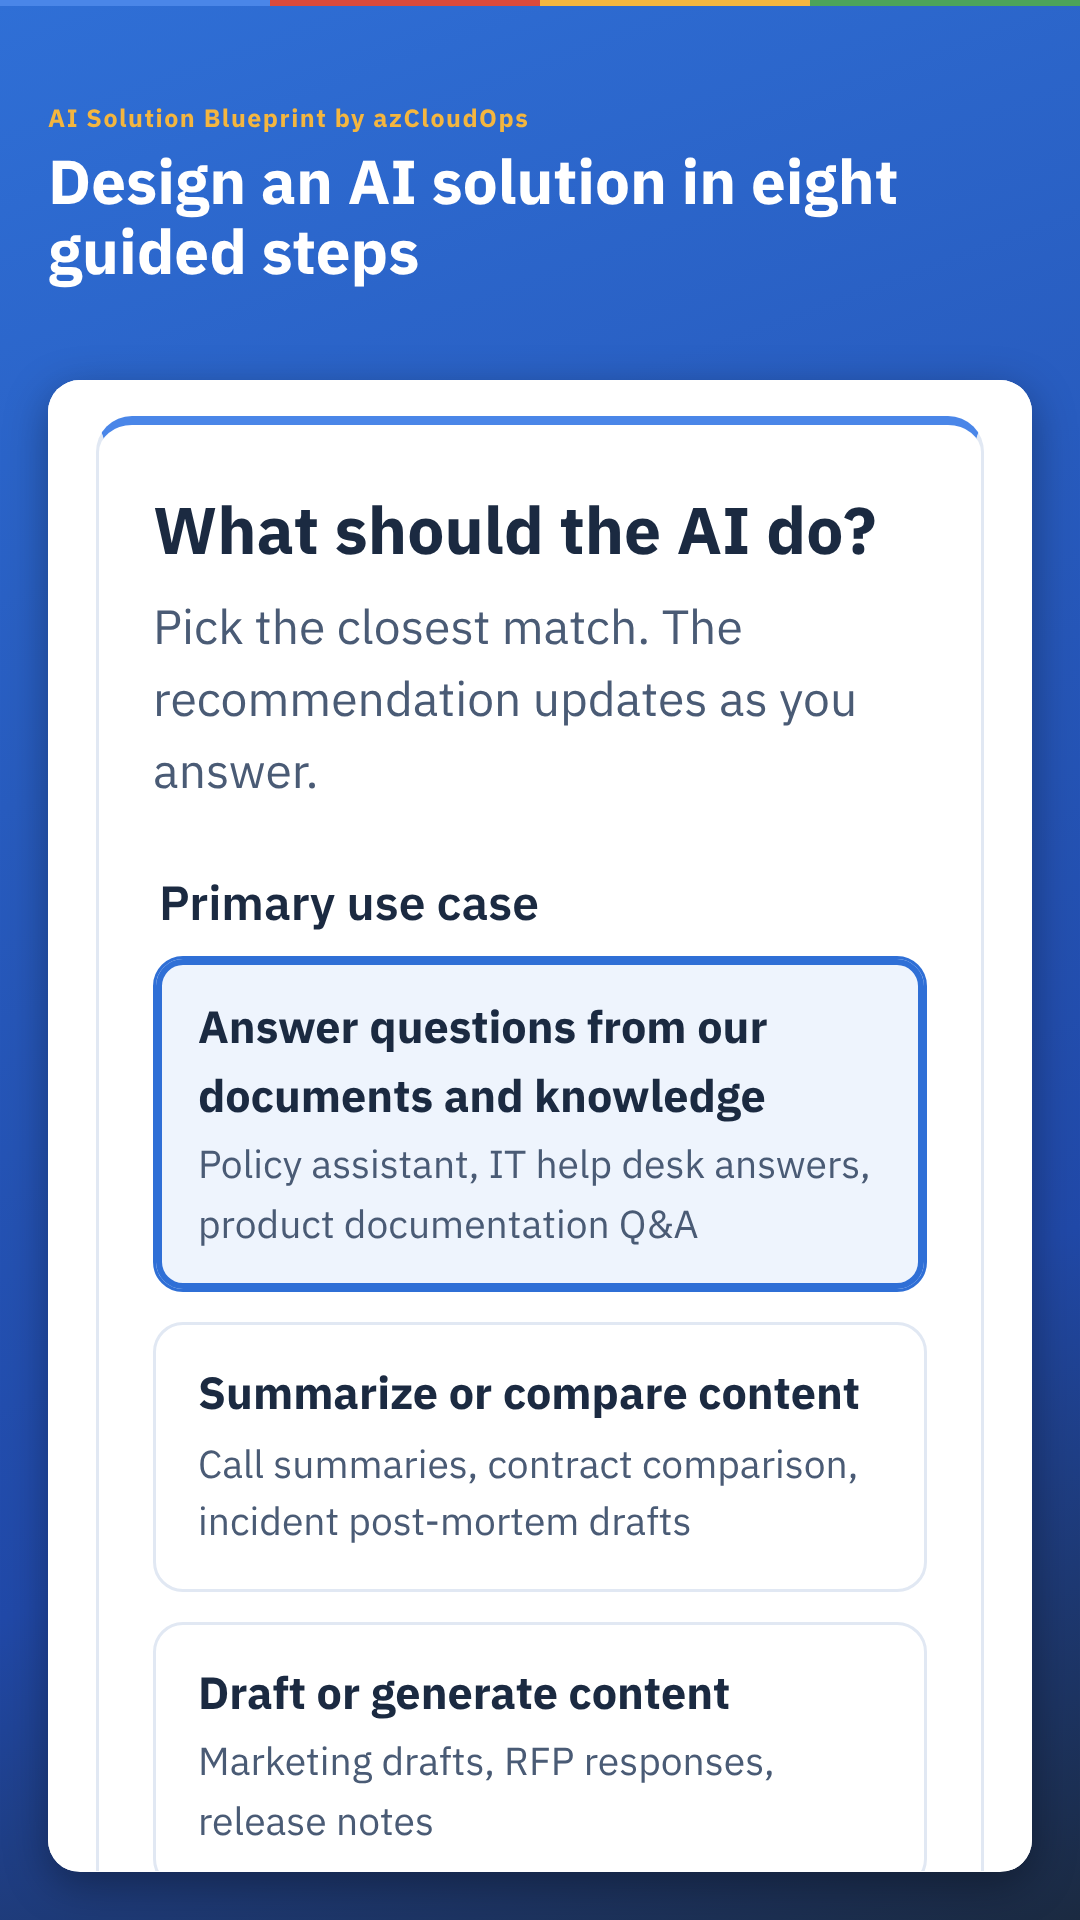 AI Solution Blueprint by azCloudOps
Design an AI solution in eight
guided steps
What should the AI do?
Pick the closest match. The
recommendation updates as you
answer.
Primary use case
Answer questions from our
documents and knowledge
Policy assistant, IT help desk answers,
product documentation Q&A
Summarize or compare content
Call summaries, contract comparison,
incident post-mortem drafts
Draft or generate content
Marketing drafts, RFP responses,
release notes